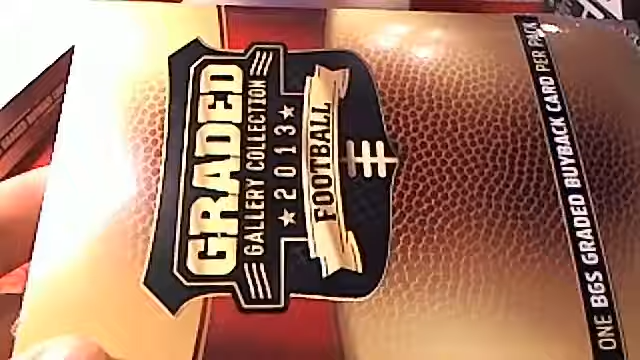 GRADED
GALLERY COLLECTION
★ 2013 ★
FOOTBALL
ONE BGS GRADED BUYBACK CARD PER PACK